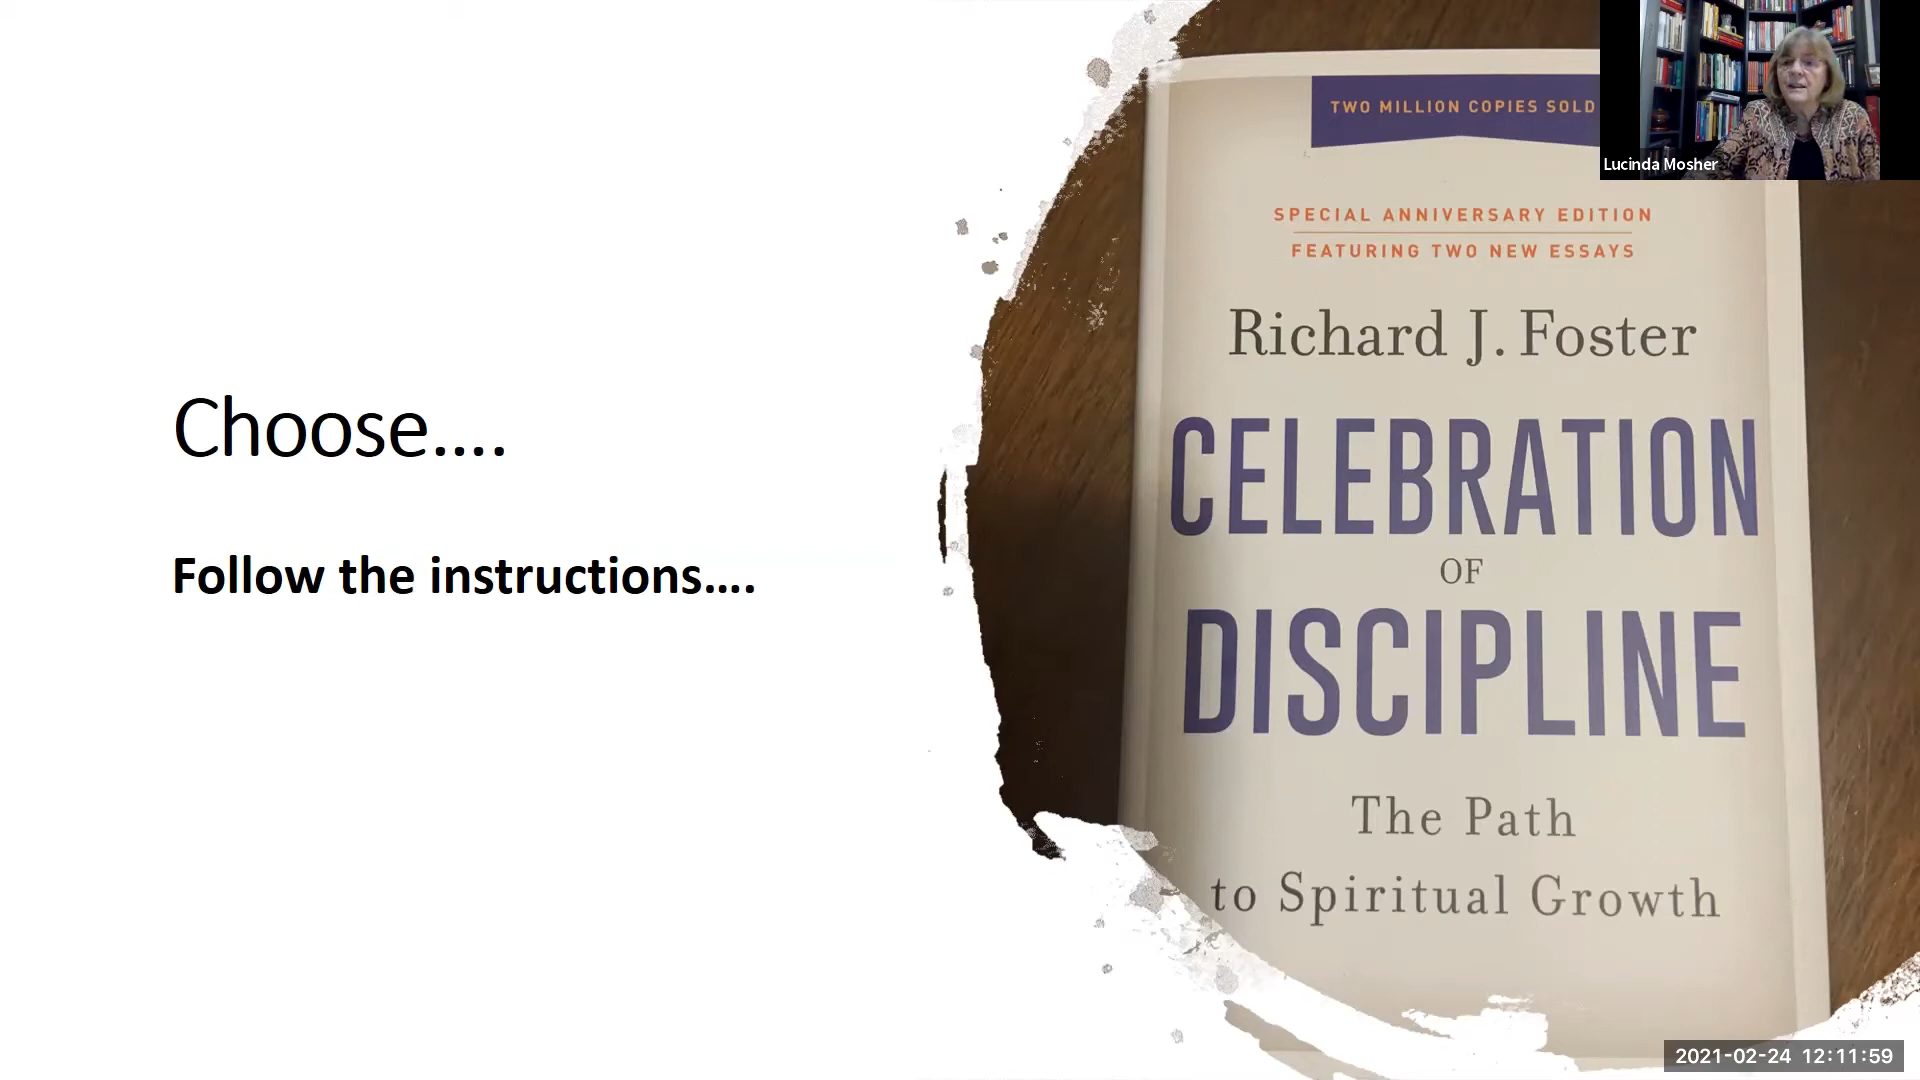 Choose....
Follow the instructions....
TWO MILLION COPIES SOLD
SPECIAL ANNIVERSARY EDITION
FEATURING TWO NEW ESSAYS
Richard J. Foster
CELEBRATION
OF
DISCIPLINE
The Path
to Spiritual Growth
Lucinda Mosher
2021-02-24 12:11:59